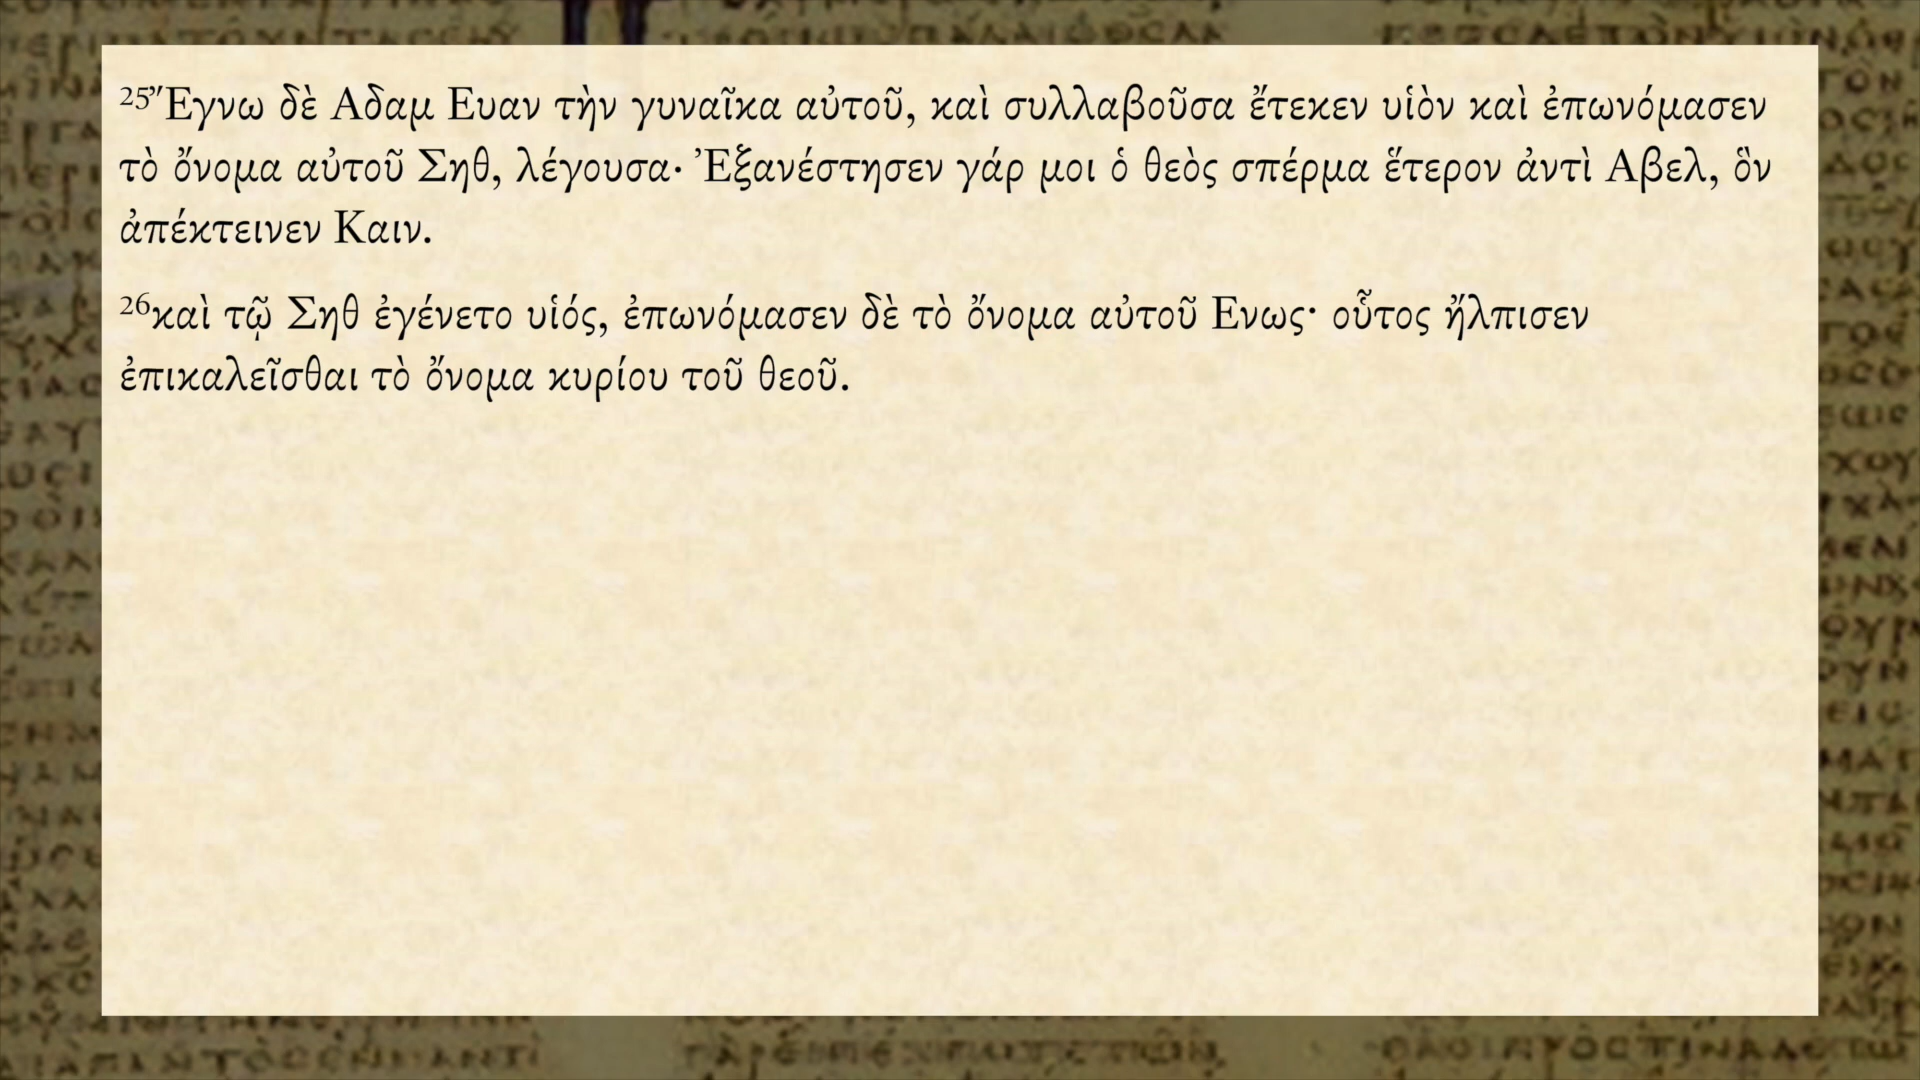 ²⁵Ἔγνω δὲ Αδαμ Ευαν τὴν γυναῖκα αὐτοῦ, καὶ συλλαβοῦσα ἔτεκεν υἱὸν καὶ ἐπωνόμασεν
τὸ ὄνομα αὐτοῦ Σηθ, λέγουσα· Ἐξανέστησεν γάρ μοι ὁ θεὸς σπέρμα ἕτερον ἀντὶ Αβελ, ὃν
ἀπέκτεινεν Καιν.
²⁶καὶ τῷ Σηθ ἐγένετο υἱός, ἐπωνόμασεν δὲ τὸ ὄνομα αὐτοῦ Ενως· οὗτος ἤλπισεν
ἐπικαλεῖσθαι τὸ ὄνομα κυρίου τοῦ θεοῦ.